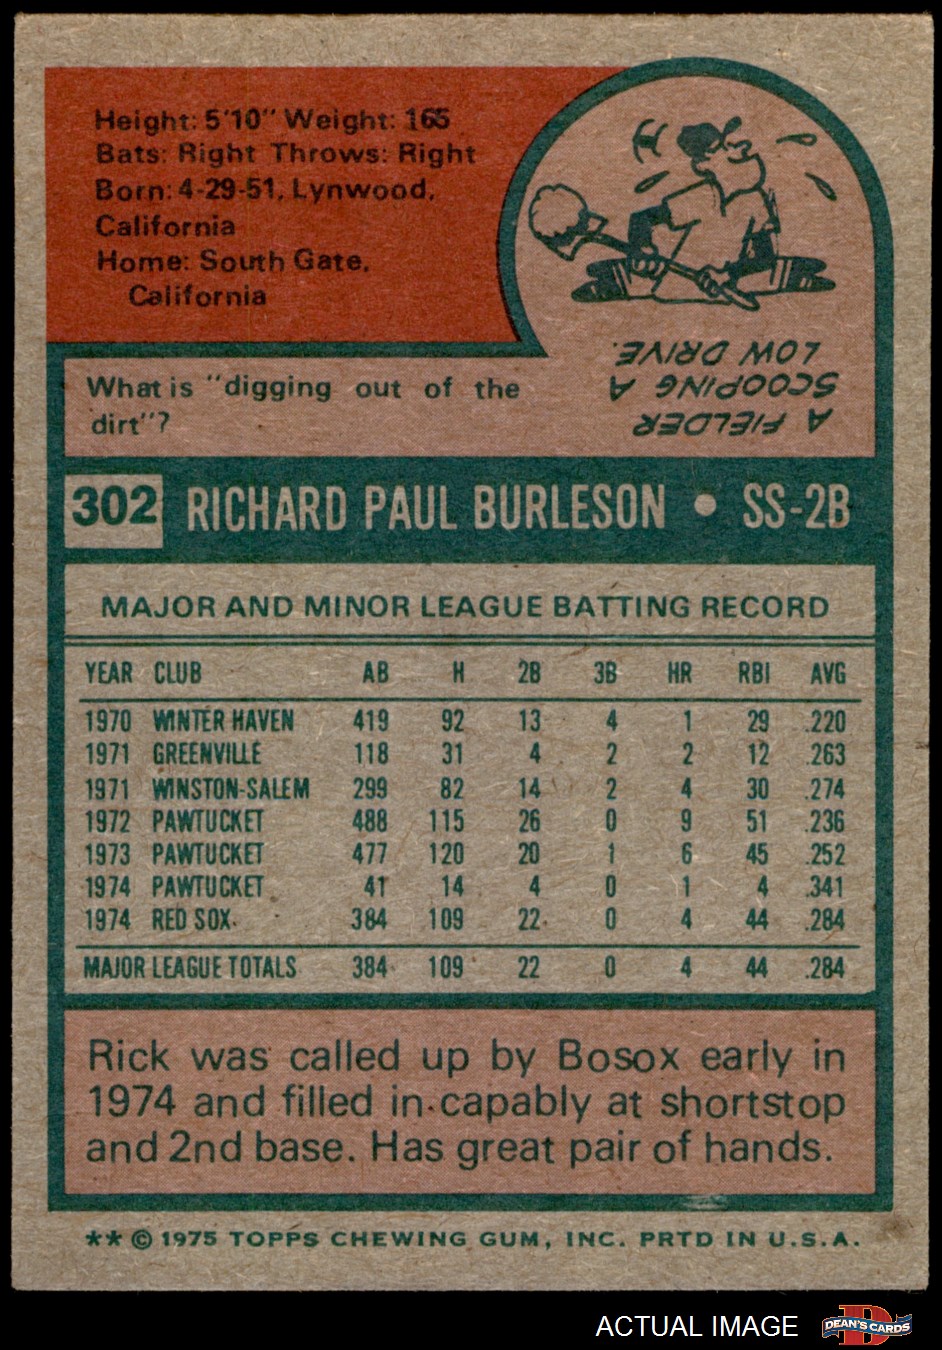 Height: 5'10" Weight: 165
Bats: Right Throws: Right
Born: 4-29-51, Lynwood,
California
Home: South Gate,
California
What is "digging out of the
dirt"?
A FIELDER
SCOOPING A
LOW DRIVE.
302 RICHARD PAUL BURLESON • SS-2B
MAJOR AND MINOR LEAGUE BATTING RECORD
YEAR CLUB AB H 2B 3B HR RBI AVG
1970 WINTER HAVEN 419 92 13 4 1 29 .220
1971 GREENVILLE 118 31 4 2 2 12 .263
1971 WINSTON-SALEM 299 82 14 2 4 30 .274
1972 PAWTUCKET 488 115 26 0 9 51 .236
1973 PAWTUCKET 477 120 20 1 6 45 .252
1974 PAWTUCKET 41 14 4 0 1 4 .341
1974 RED SOX 384 109 22 0 4 44 .284
MAJOR LEAGUE TOTALS 384 109 22 0 4 44 .284
Rick was called up by Bosox early in
1974 and filled in capably at shortstop
and 2nd base. Has great pair of hands.
** © 1975 TOPPS CHEWING GUM, INC. PRTD IN U.S.A.
ACTUAL IMAGE
DEAN'S CARDS